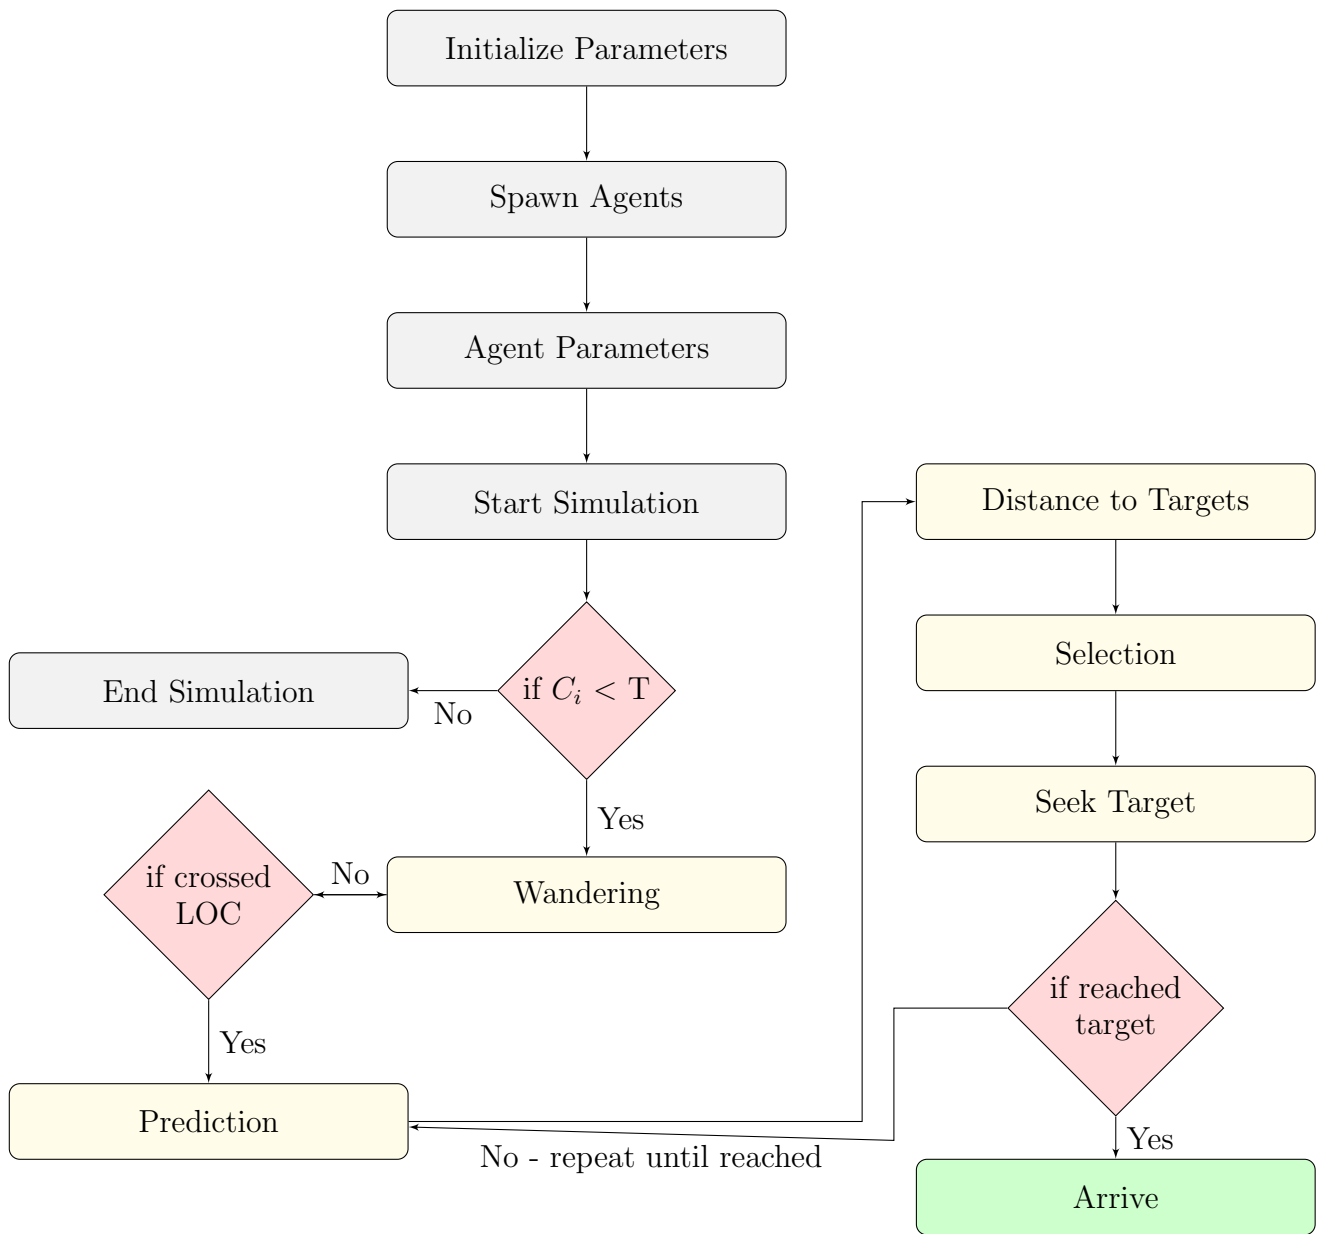 Initialize Parameters
Spawn Agents
Agent Parameters
Start Simulation
Distance to Targets
if C_i < T
No
End Simulation
Yes
Selection
Seek Target
Wandering
No
if crossed
LOC
Yes
Prediction
if reached
target
No - repeat until reached
Yes
Arrive